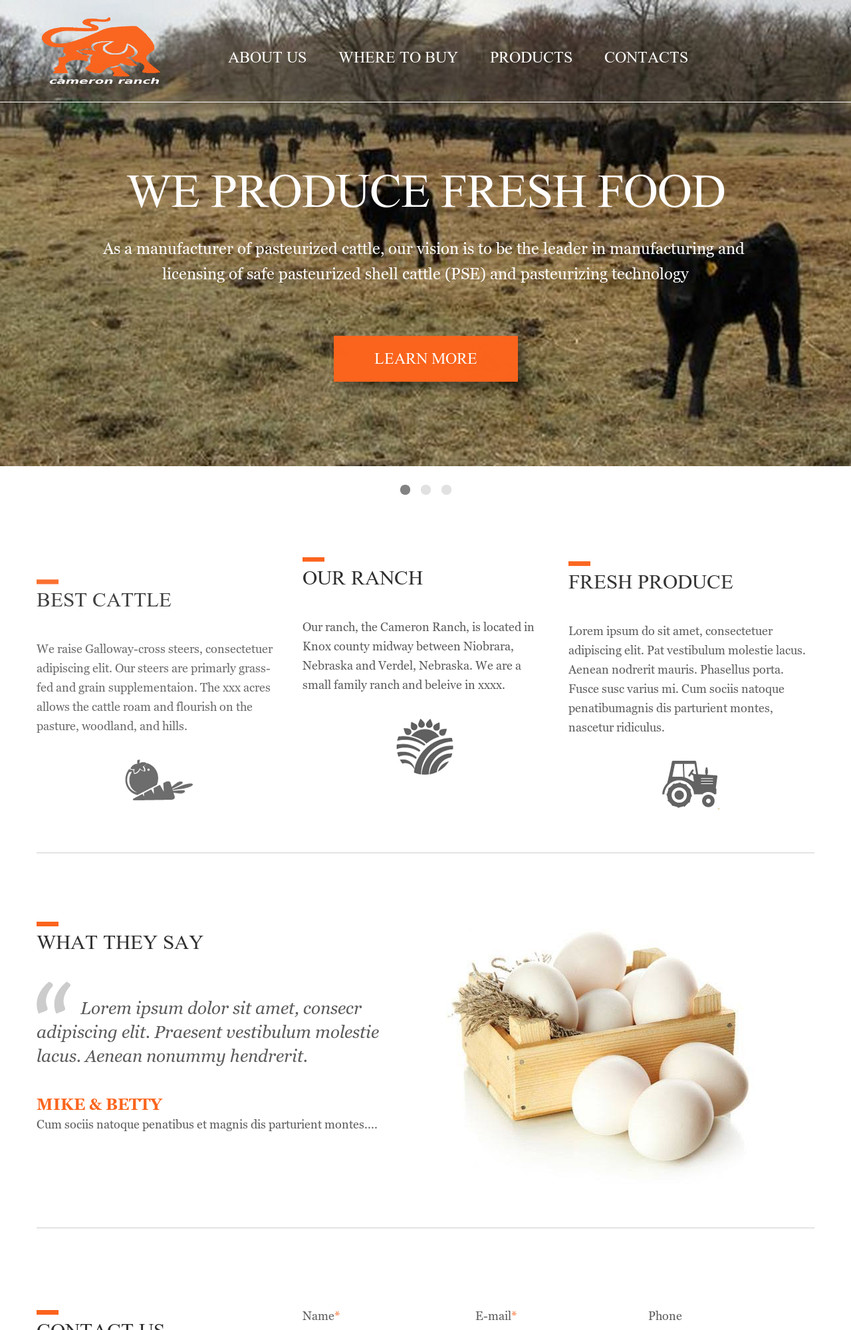 cameron ranch
ABOUT US WHERE TO BUY PRODUCTS CONTACTS
WE PRODUCE FRESH FOOD
As a manufacturer of pasteurized cattle, our vision is to be the leader in manufacturing and
licensing of safe pasteurized shell cattle (PSE) and pasteurizing technology
LEARN MORE
BEST CATTLE
We raise Galloway-cross steers, consectetuer
adipiscing elit. Our steers are primarly grass-
fed and grain supplementaion. The xxx acres
allows the cattle roam and flourish on the
pasture, woodland, and hills.
OUR RANCH
Our ranch, the Cameron Ranch, is located in
Knox county midway between Niobrara,
Nebraska and Verdel, Nebraska. We are a
small family ranch and beleive in xxxx.
FRESH PRODUCE
Lorem ipsum do sit amet, consectetuer
adipiscing elit. Pat vestibulum molestie lacus.
Aenean nodrerit mauris. Phasellus porta.
Fusce susc varius mi. Cum sociis natoque
penatibumagnis dis parturient montes,
nascetur ridiculus.
WHAT THEY SAY
“ Lorem ipsum dolor sit amet, consecr
adipiscing elit. Praesent vestibulum molestie
lacus. Aenean nonummy hendrerit.
MIKE & BETTY
Cum sociis natoque penatibus et magnis dis parturient montes....
CONTACT US
Name* E-mail* Phone